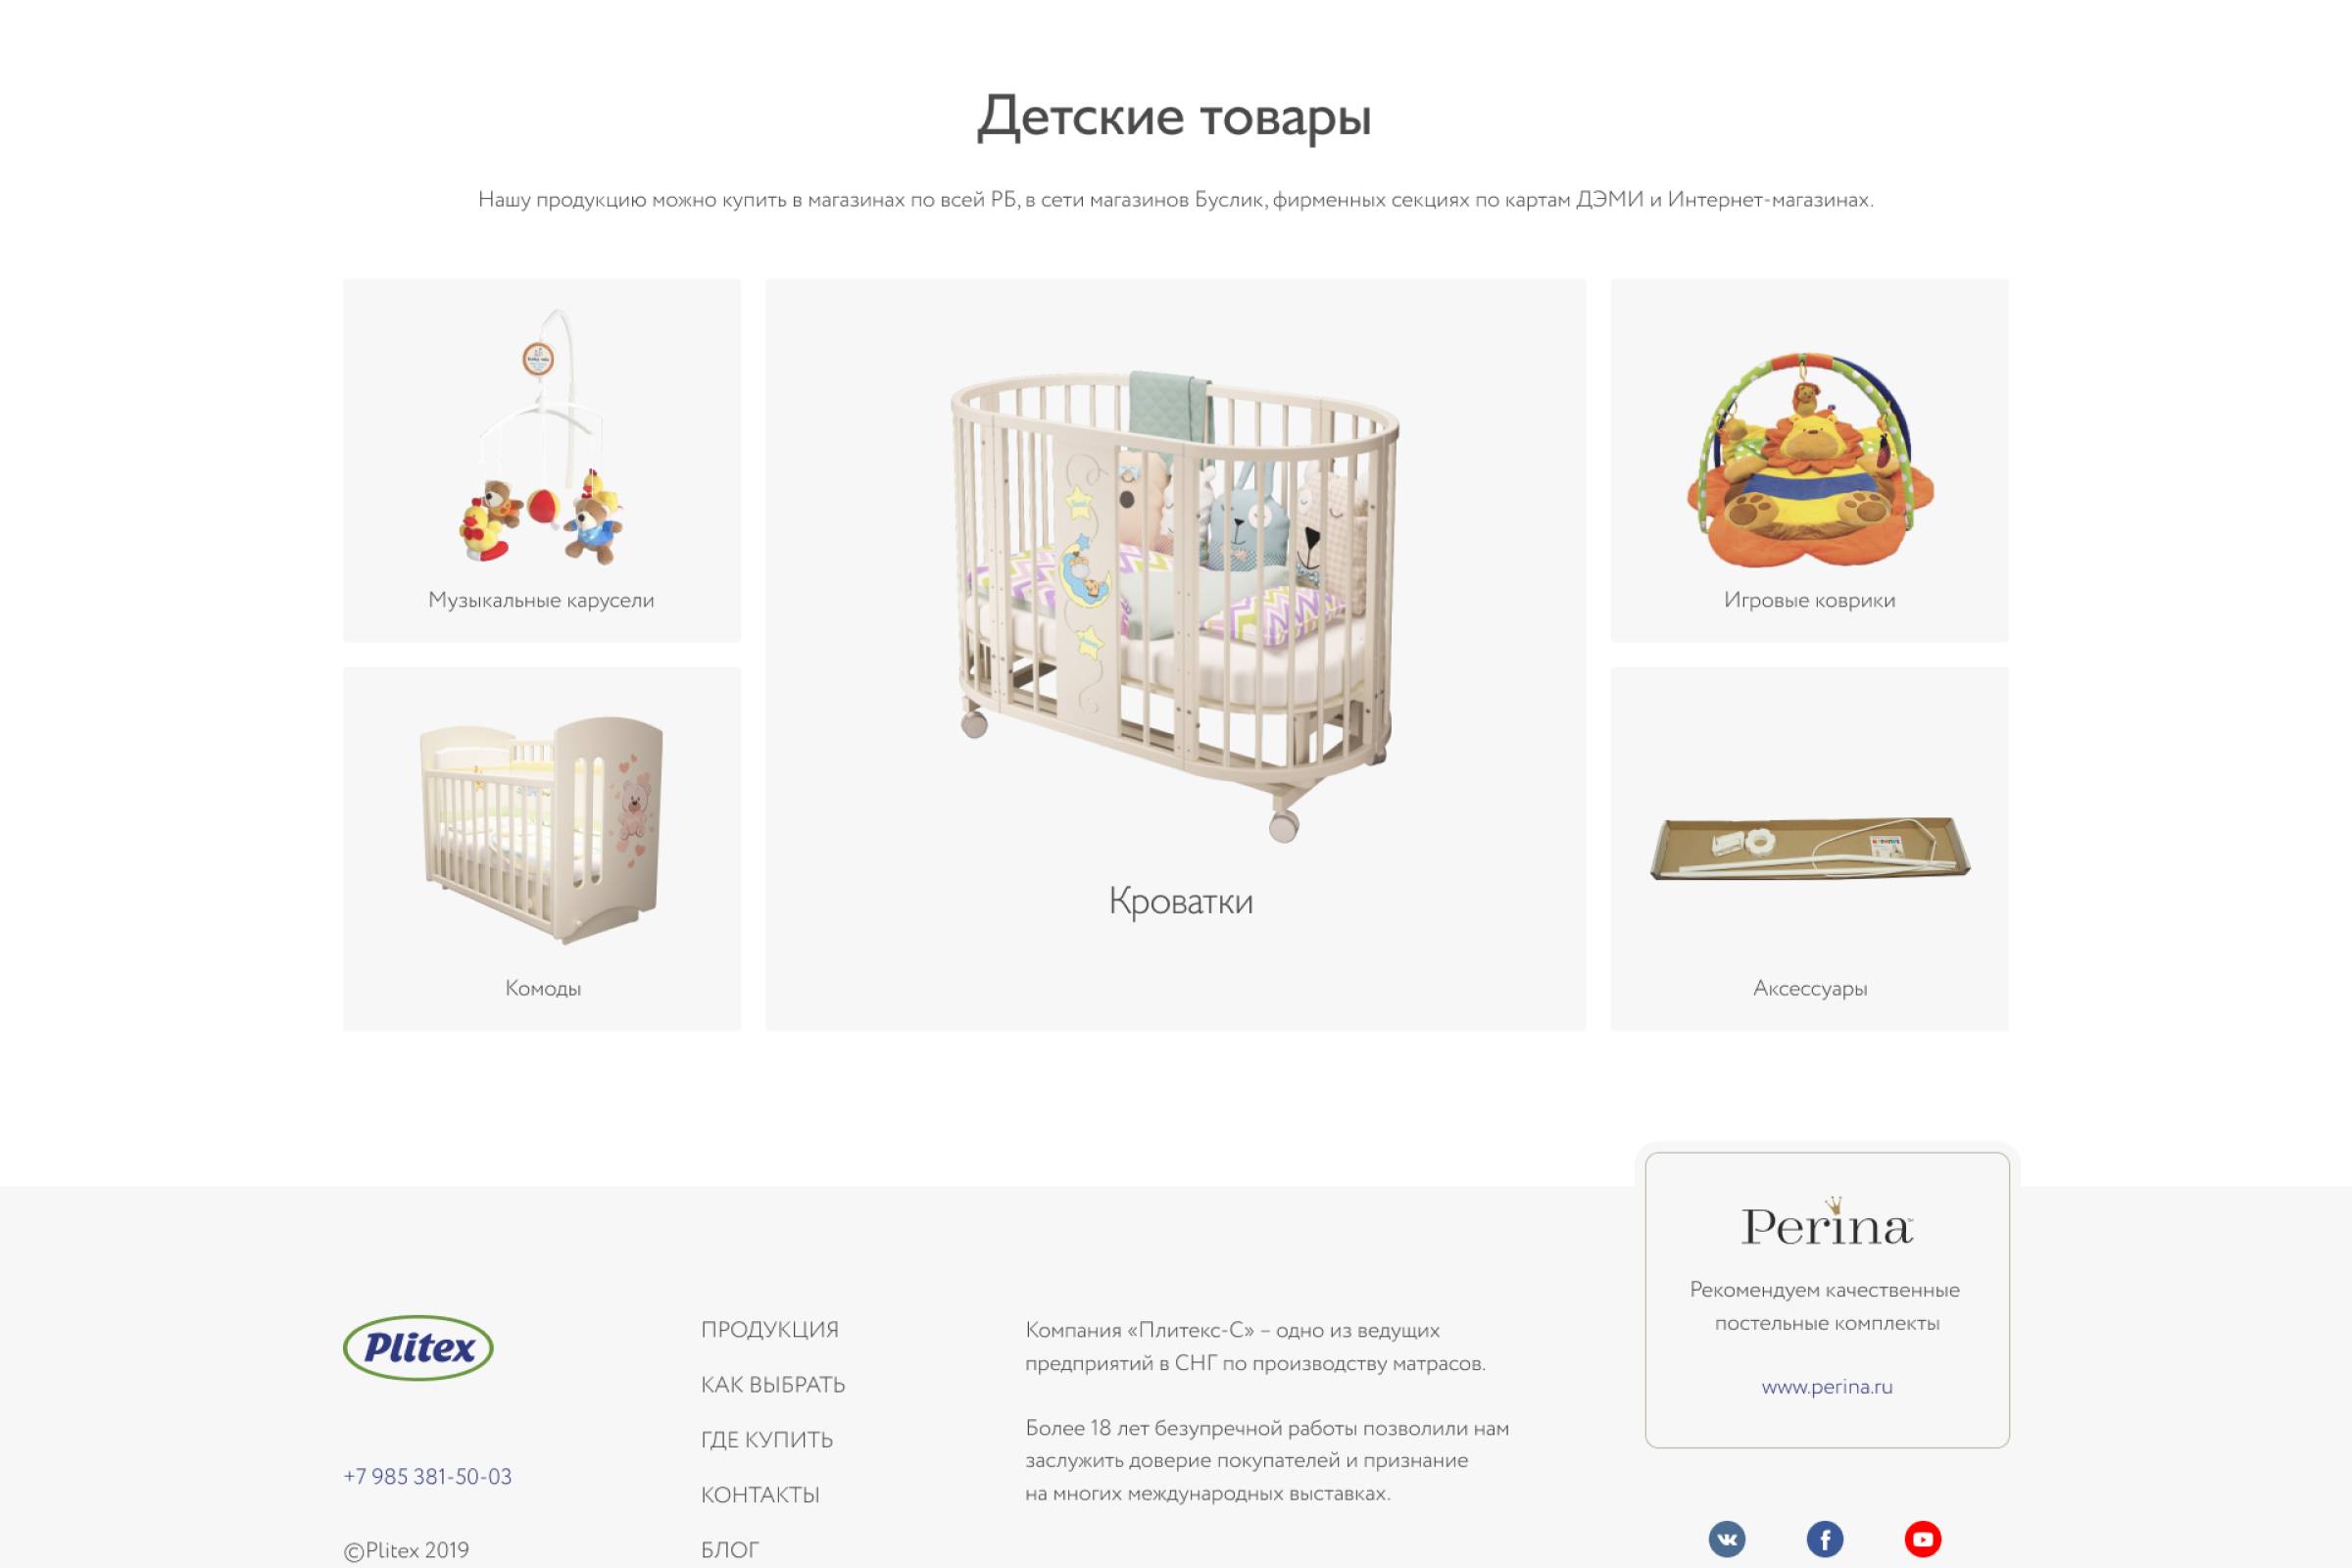 Детские товары
Нашу продукцию можно купить в магазинах по всей РБ, в сети магазинов Буслик, фирменных секциях по картам ДЭМИ и Интернет-магазинах.
Музыкальные карусели
Комоды
Кроватки
Игровые коврики
Аксессуары
Plitex
+7 985 381-50-03
©Plitex 2019
ПРОДУКЦИЯ
КАК ВЫБРАТЬ
ГДЕ КУПИТЬ
КОНТАКТЫ
БЛОГ
Компания «Плитекс-С» – одно из ведущих
предприятий в СНГ по производству матрасов.
Более 18 лет безупречной работы позволили нам
заслужить доверие покупателей и признание
на многих международных выставках.
Perina
Рекомендуем качественные
постельные комплекты
www.perina.ru